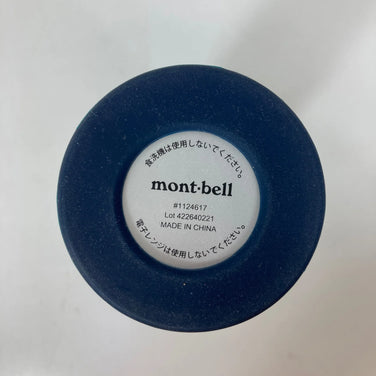 食洗機は使用しないでください。
mont·bell
#1124617
Lot 422640221
MADE IN CHINA
電子レンジは使用しないでください。